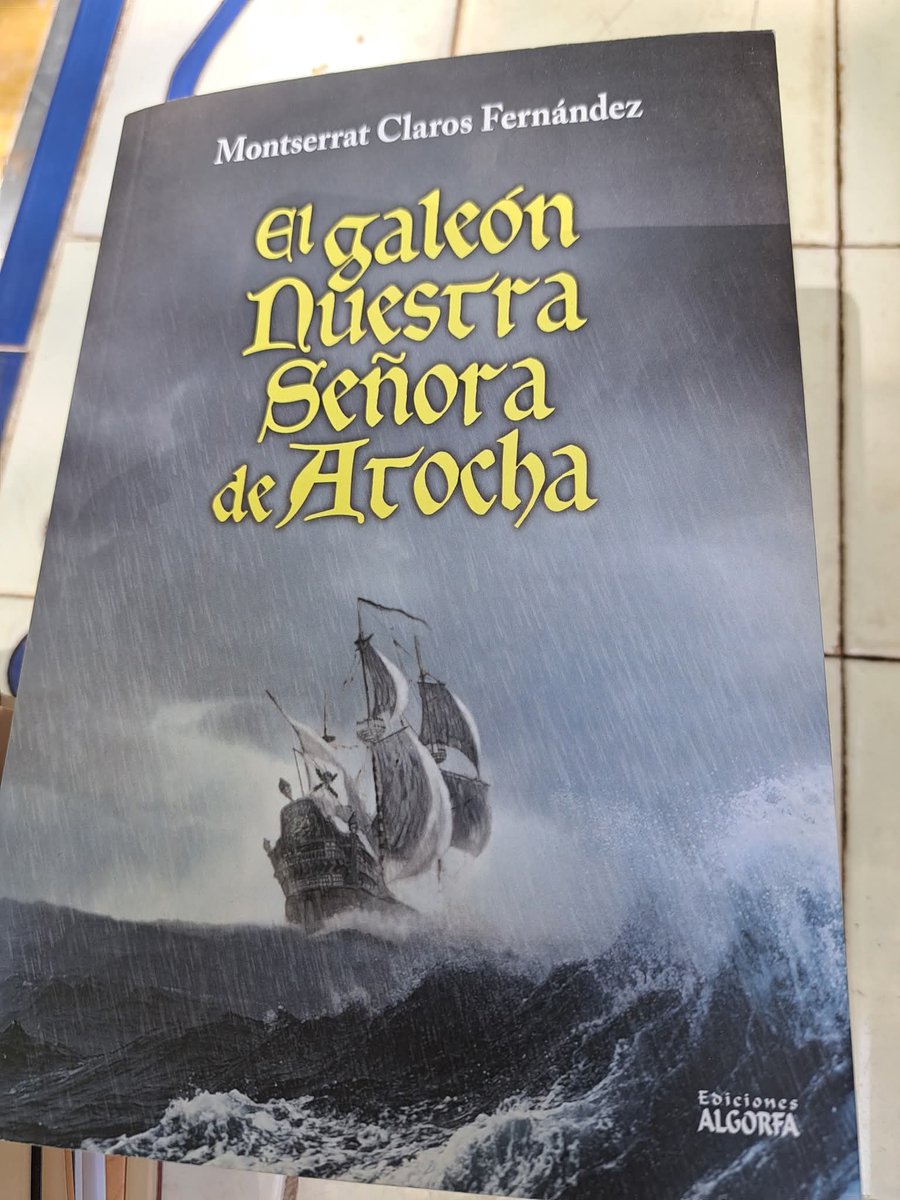 Montserrat Claros Fernández
El galeón
Nuestra
Señora
de Atocha
Ediciones
ALGORFA